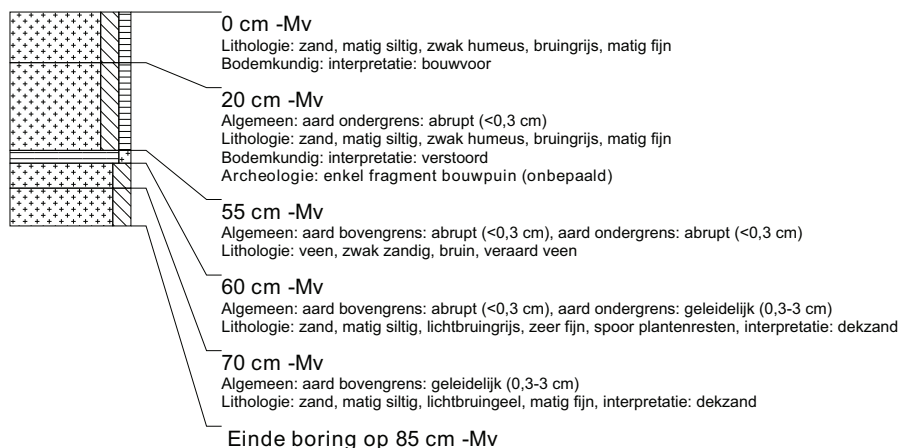 0 cm -Mv
Lithologie: zand, matig siltig, zwak humeus, bruingrijs, matig fijn
Bodemkundig: interpretatie: bouwvoor
20 cm -Mv
Algemeen: aard ondergrens: abrupt (<0,3 cm)
Lithologie: zand, matig siltig, zwak humeus, bruingrijs, matig fijn
Bodemkundig: interpretatie: verstoord
Archeologie: enkel fragment bouwpuin (onbepaald)
55 cm -Mv
Algemeen: aard bovengrens: abrupt (<0,3 cm), aard ondergrens: abrupt (<0,3 cm)
Lithologie: veen, zwak zandig, bruin, veraard veen
60 cm -Mv
Algemeen: aard bovengrens: abrupt (<0,3 cm), aard ondergrens: geleidelijk (0,3-3 cm)
Lithologie: zand, matig siltig, lichtbruingrijs, zeer fijn, spoor plantenresten, interpretatie: dekzand
70 cm -Mv
Algemeen: aard bovengrens: geleidelijk (0,3-3 cm)
Lithologie: zand, matig siltig, lichtbruingeel, matig fijn, interpretatie: dekzand
Einde boring op 85 cm -Mv